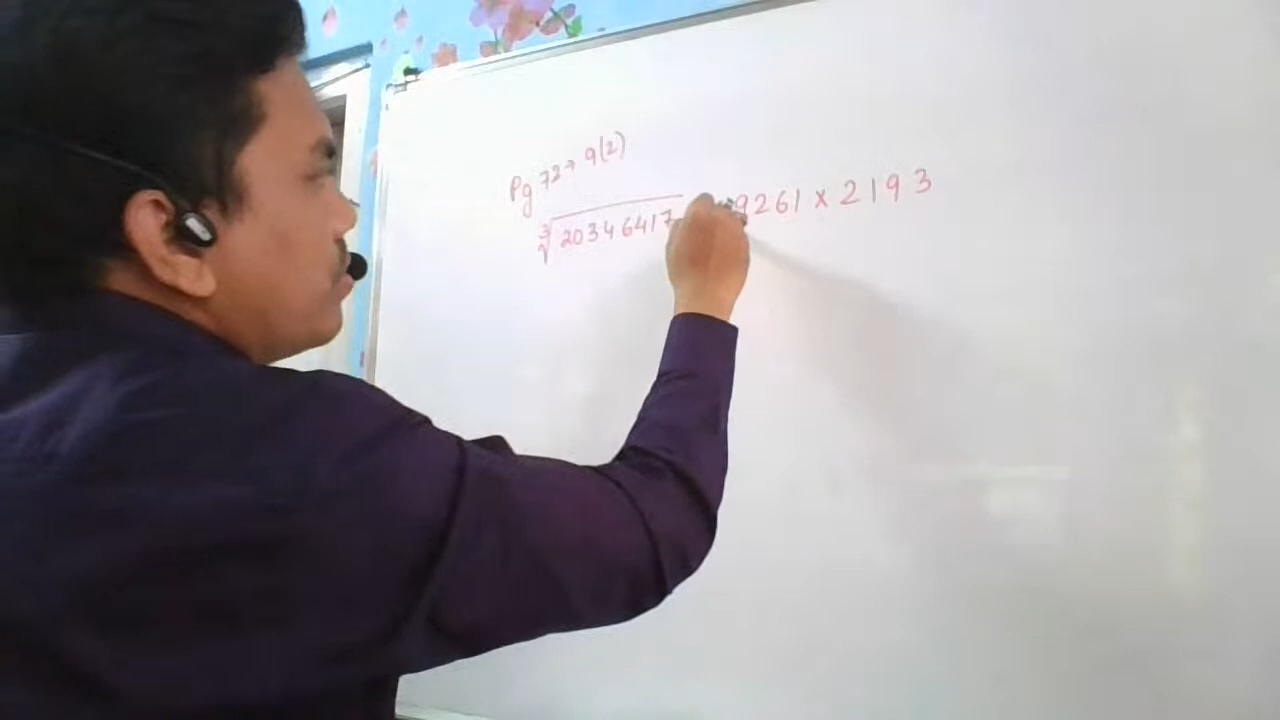 Pg 72 → 9(2)
∛20346417 9261 x 2193